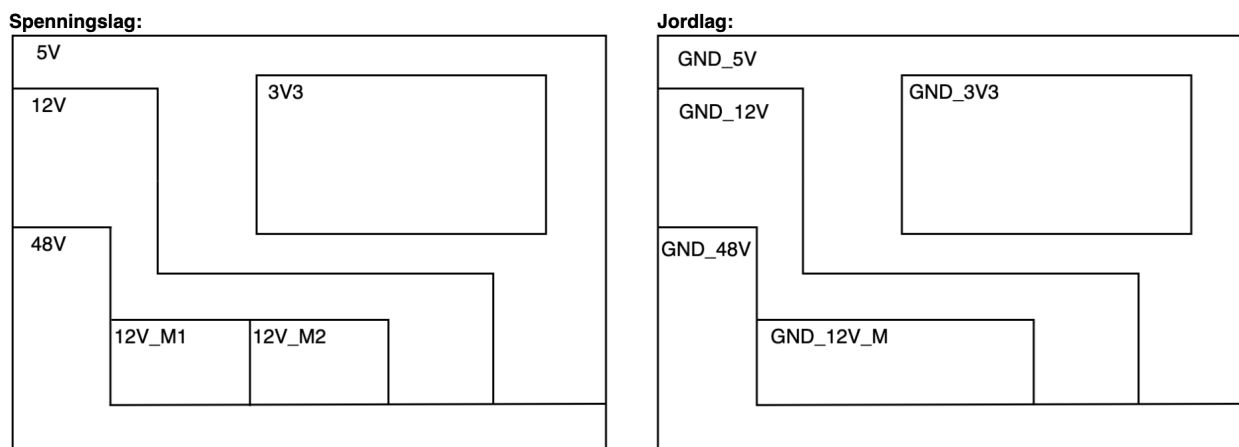 Spenningslag:
5V
12V
3V3
48V
12V_M1
12V_M2
Jordlag:
GND_5V
GND_12V
GND_3V3
GND_48V
GND_12V_M